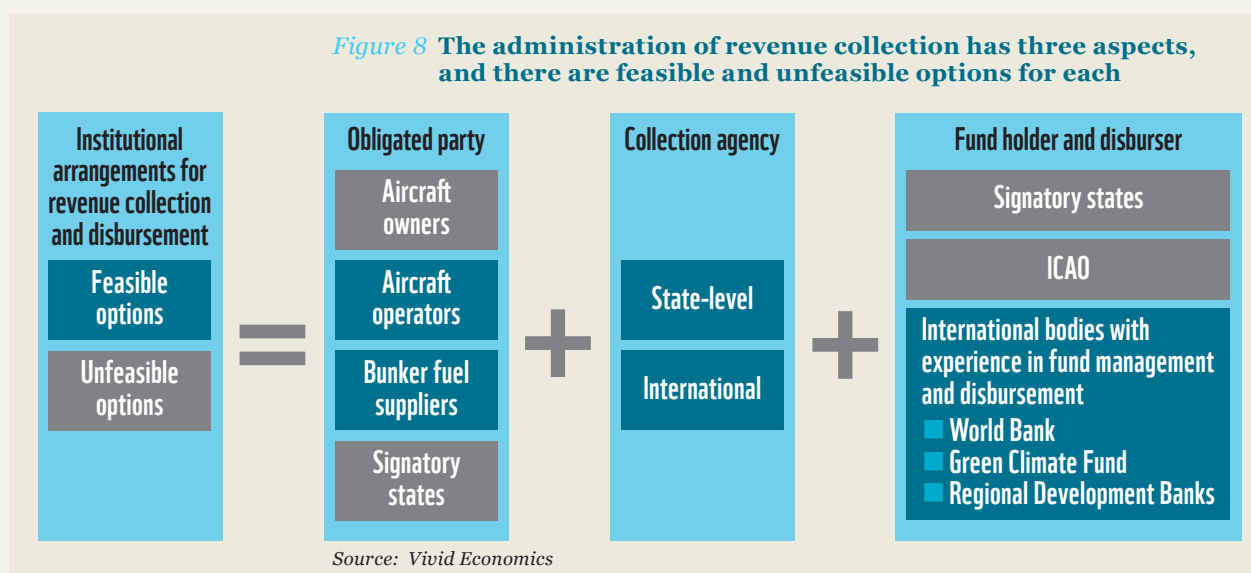 Figure 8 The administration of revenue collection has three aspects,
and there are feasible and unfeasible options for each
Institutional
arrangements for
revenue collection
and disbursement
Feasible
options
Unfeasible
options
=
Obligated party
Aircraft
owners
Aircraft
operators
Bunker fuel
suppliers
Signatory
states
+
Collection agency
State-level
International
+
Fund holder and disburser
Signatory states
ICAO
International bodies with
experience in fund management
and disbursement
World Bank
Green Climate Fund
Regional Development Banks
Source: Vivid Economics